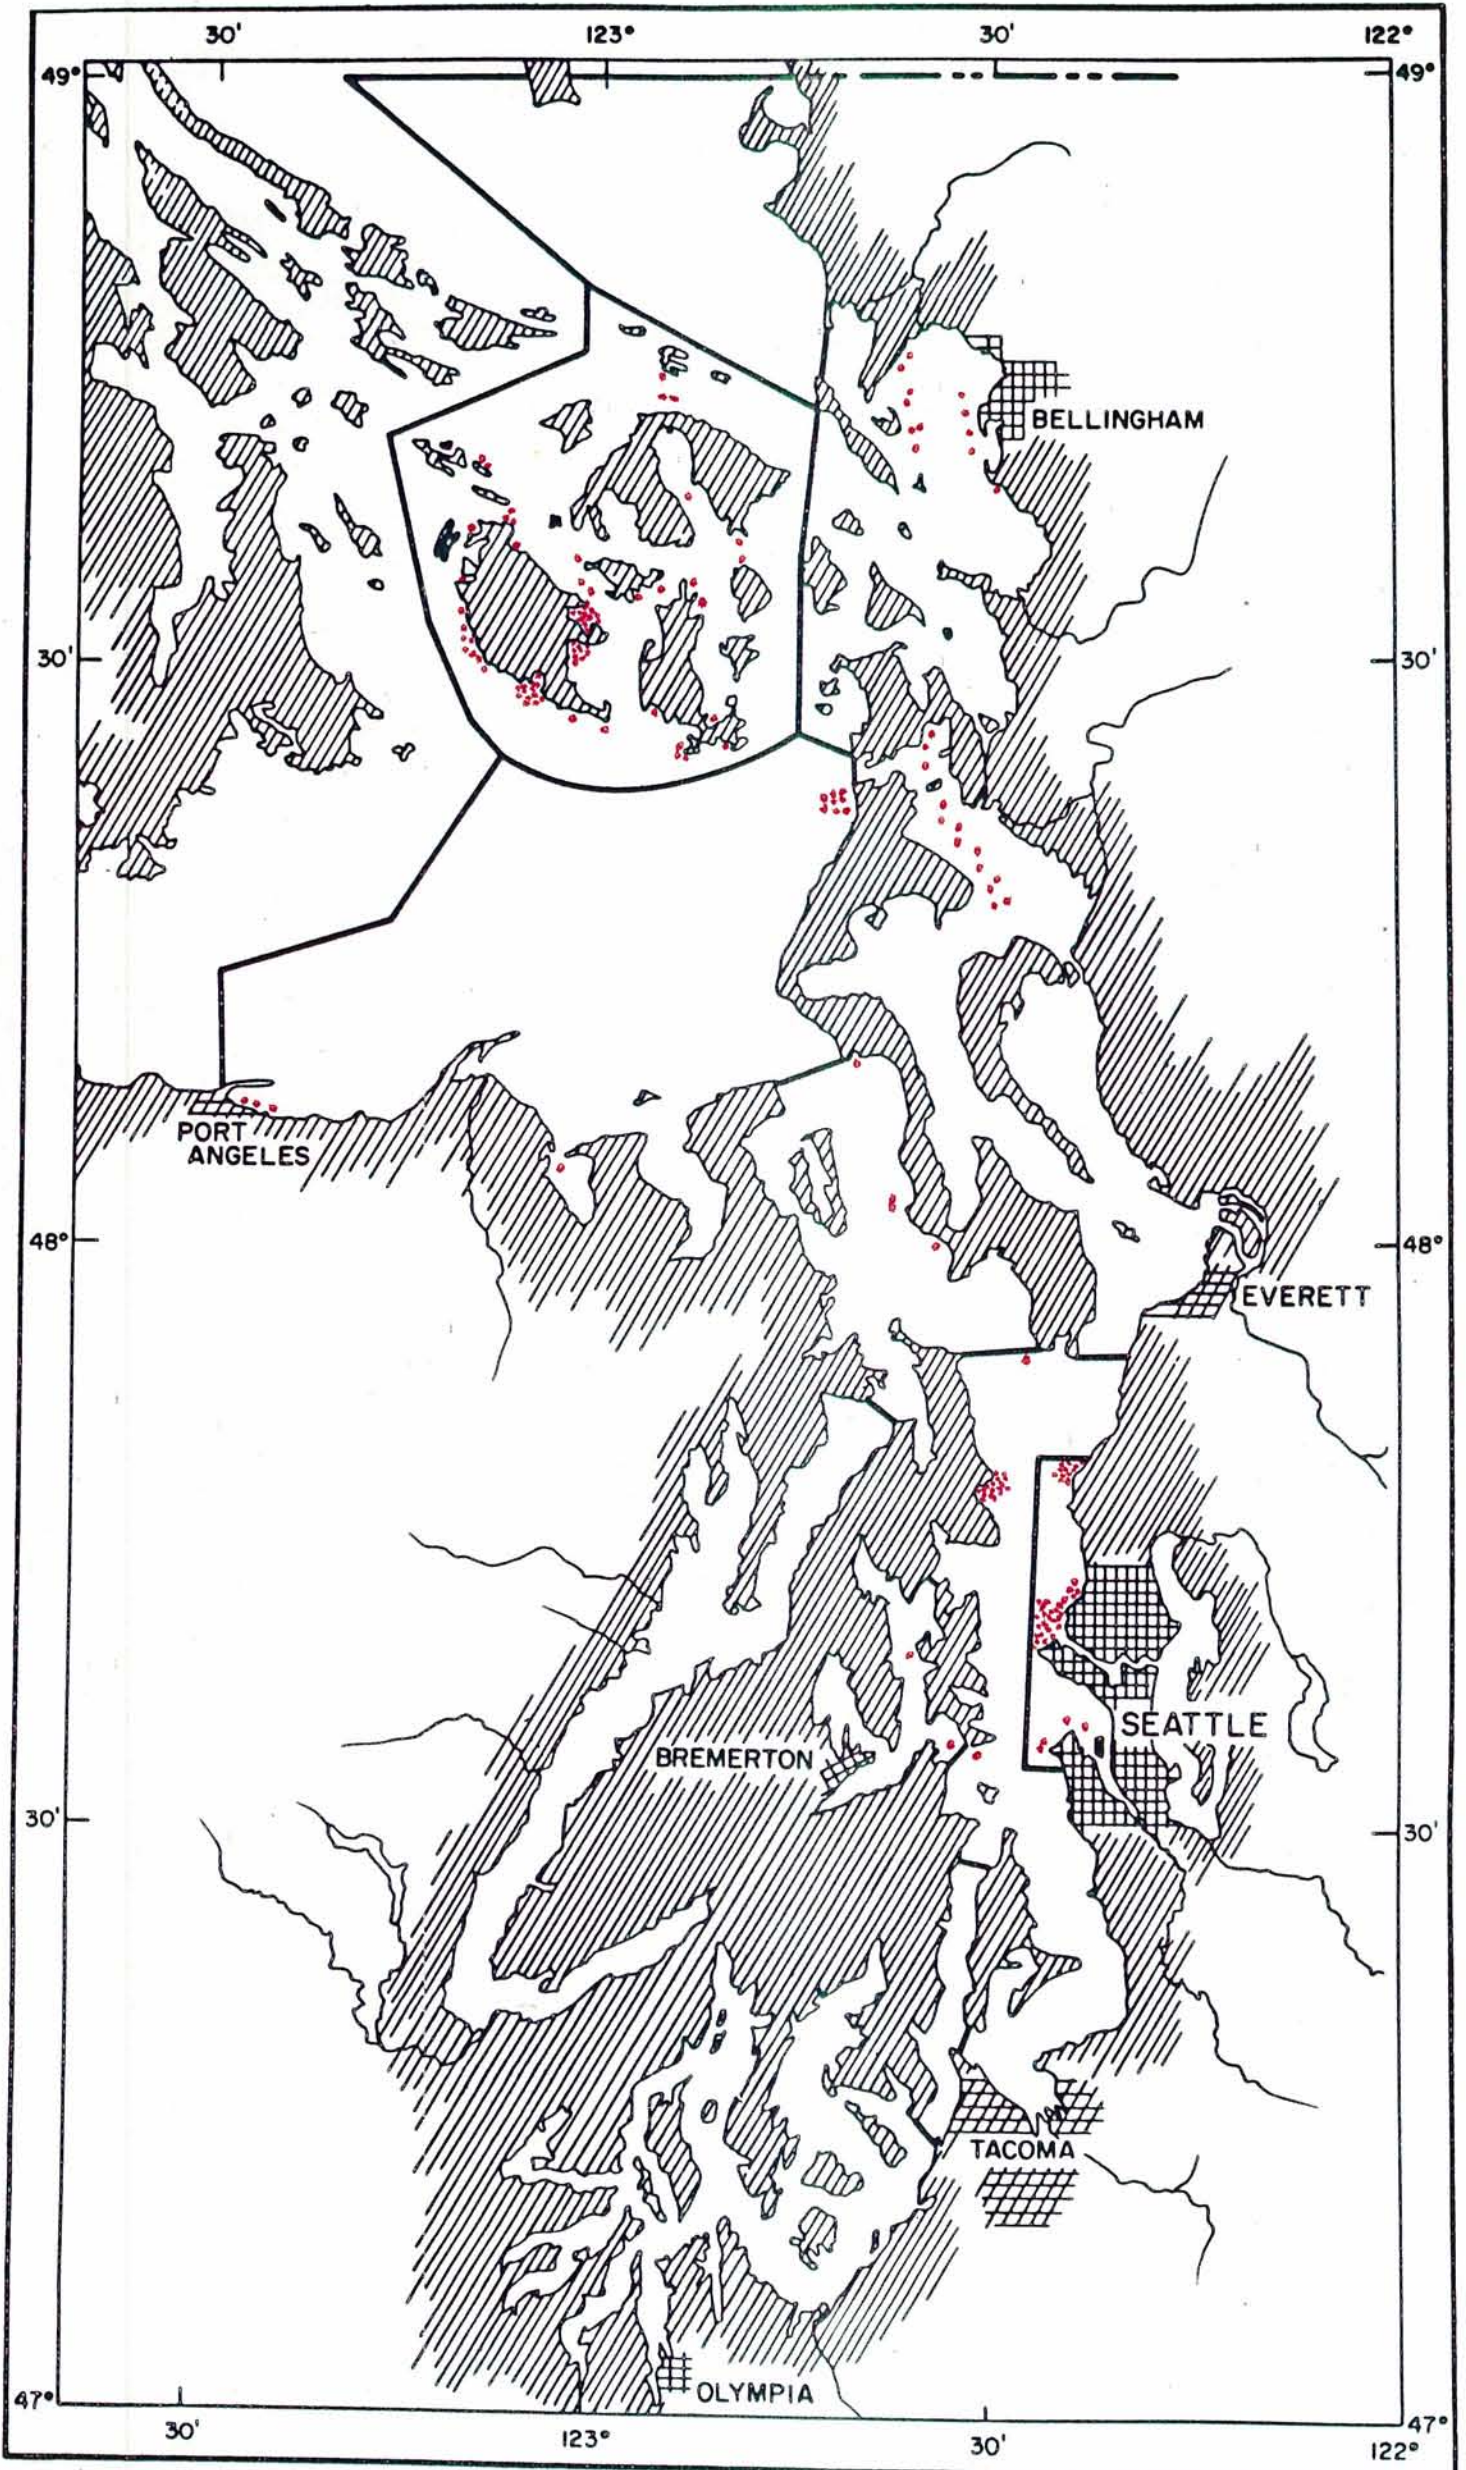 30' 123° 30' 122°
49° 49°
BELLINGHAM
30' 30'
PORT
ANGELES
48° 48°
EVERETT
SEATTLE
BREMERTON
30' 30'
TACOMA
OLYMPIA
47° 47°
30' 123° 30' 122°